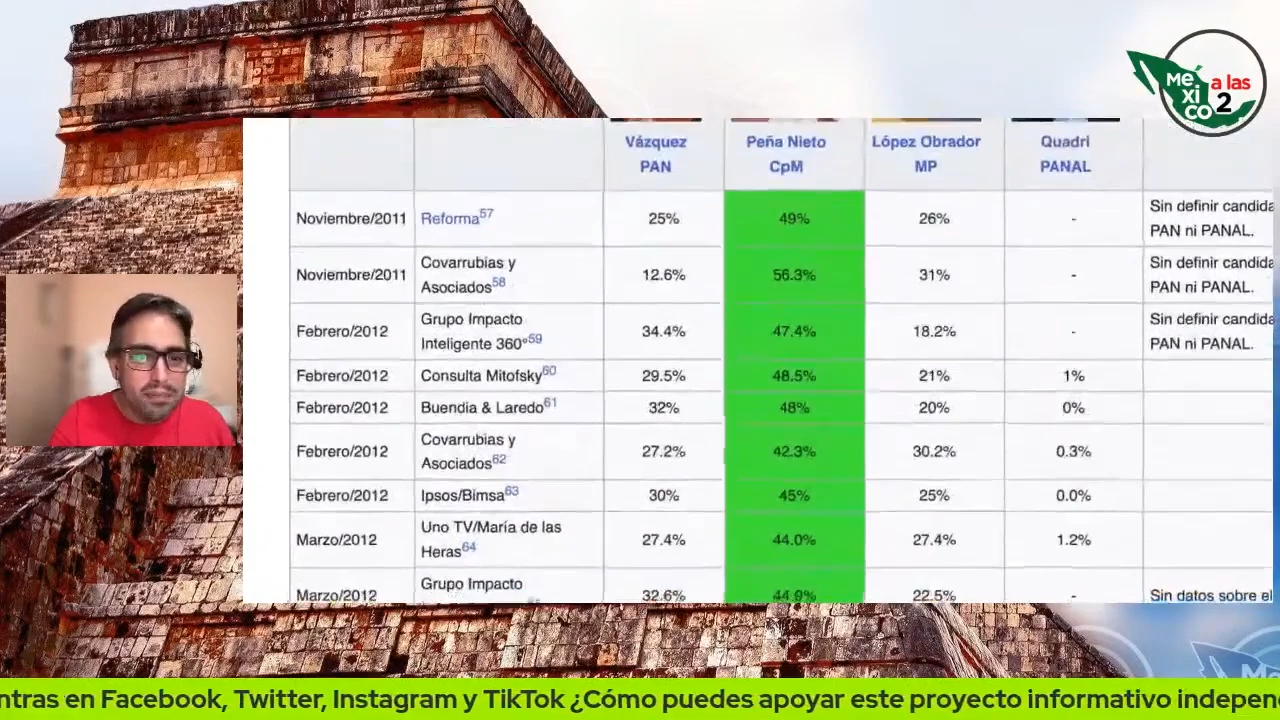 Mé
xi
co
a las
2
Vázquez
PAN
Peña Nieto
CpM
López Obrador
MP
Quadri
PANAL
Noviembre/2011 Reforma57 25% 49% 26% - Sin definir candida
PAN ni PANAL.
Noviembre/2011 Covarrubias y
Asociados58 12.6% 56.3% 31% - Sin definir candida
PAN ni PANAL.
Febrero/2012 Grupo Impacto
Inteligente 360º59 34.4% 47.4% 18.2% - Sin definir candida
PAN ni PANAL.
Febrero/2012 Consulta Mitofsky60 29.5% 48.5% 21% 1%
Febrero/2012 Buendia & Laredo61 32% 48% 20% 0%
Febrero/2012 Covarrubias y
Asociados62 27.2% 42.3% 30.2% 0.3%
Febrero/2012 Ipsos/Bimsa63 30% 45% 25% 0.0%
Marzo/2012 Uno TV/María de las
Heras64 27.4% 44.0% 27.4% 1.2%
Marzo/2012 Grupo Impacto
32.6% 44.9% 22.5% - Sin datos sobre el
ntras en Facebook, Twitter, Instagram y TikTok ¿Cómo puedes apoyar este proyecto informativo indepen